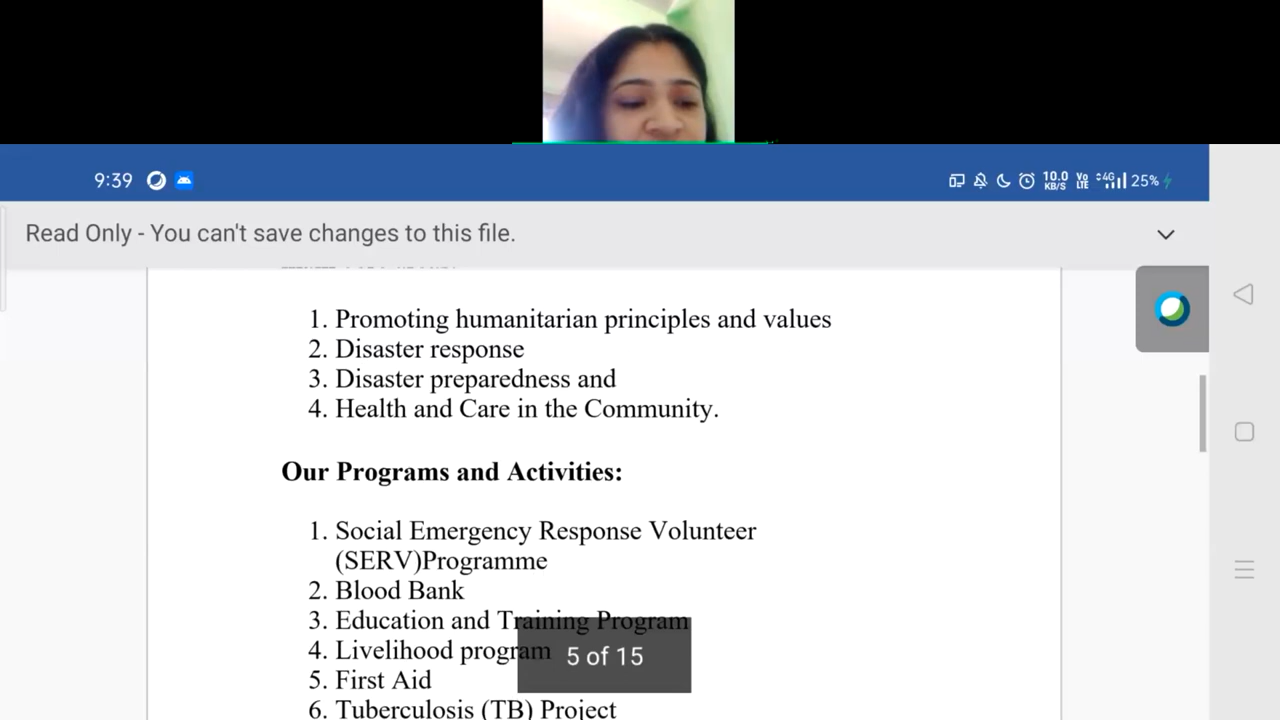 9:39
10.0
KB/S
Vo
LTE
4G
25%
Read Only - You can't save changes to this file.
1. Promoting humanitarian principles and values
2. Disaster response
3. Disaster preparedness and
4. Health and Care in the Community.
Our Programs and Activities:
1. Social Emergency Response Volunteer
(SERV)Programme
2. Blood Bank
3. Education and Training Program
4. Livelihood program
5 of 15
5. First Aid
6. Tuberculosis (TB) Project